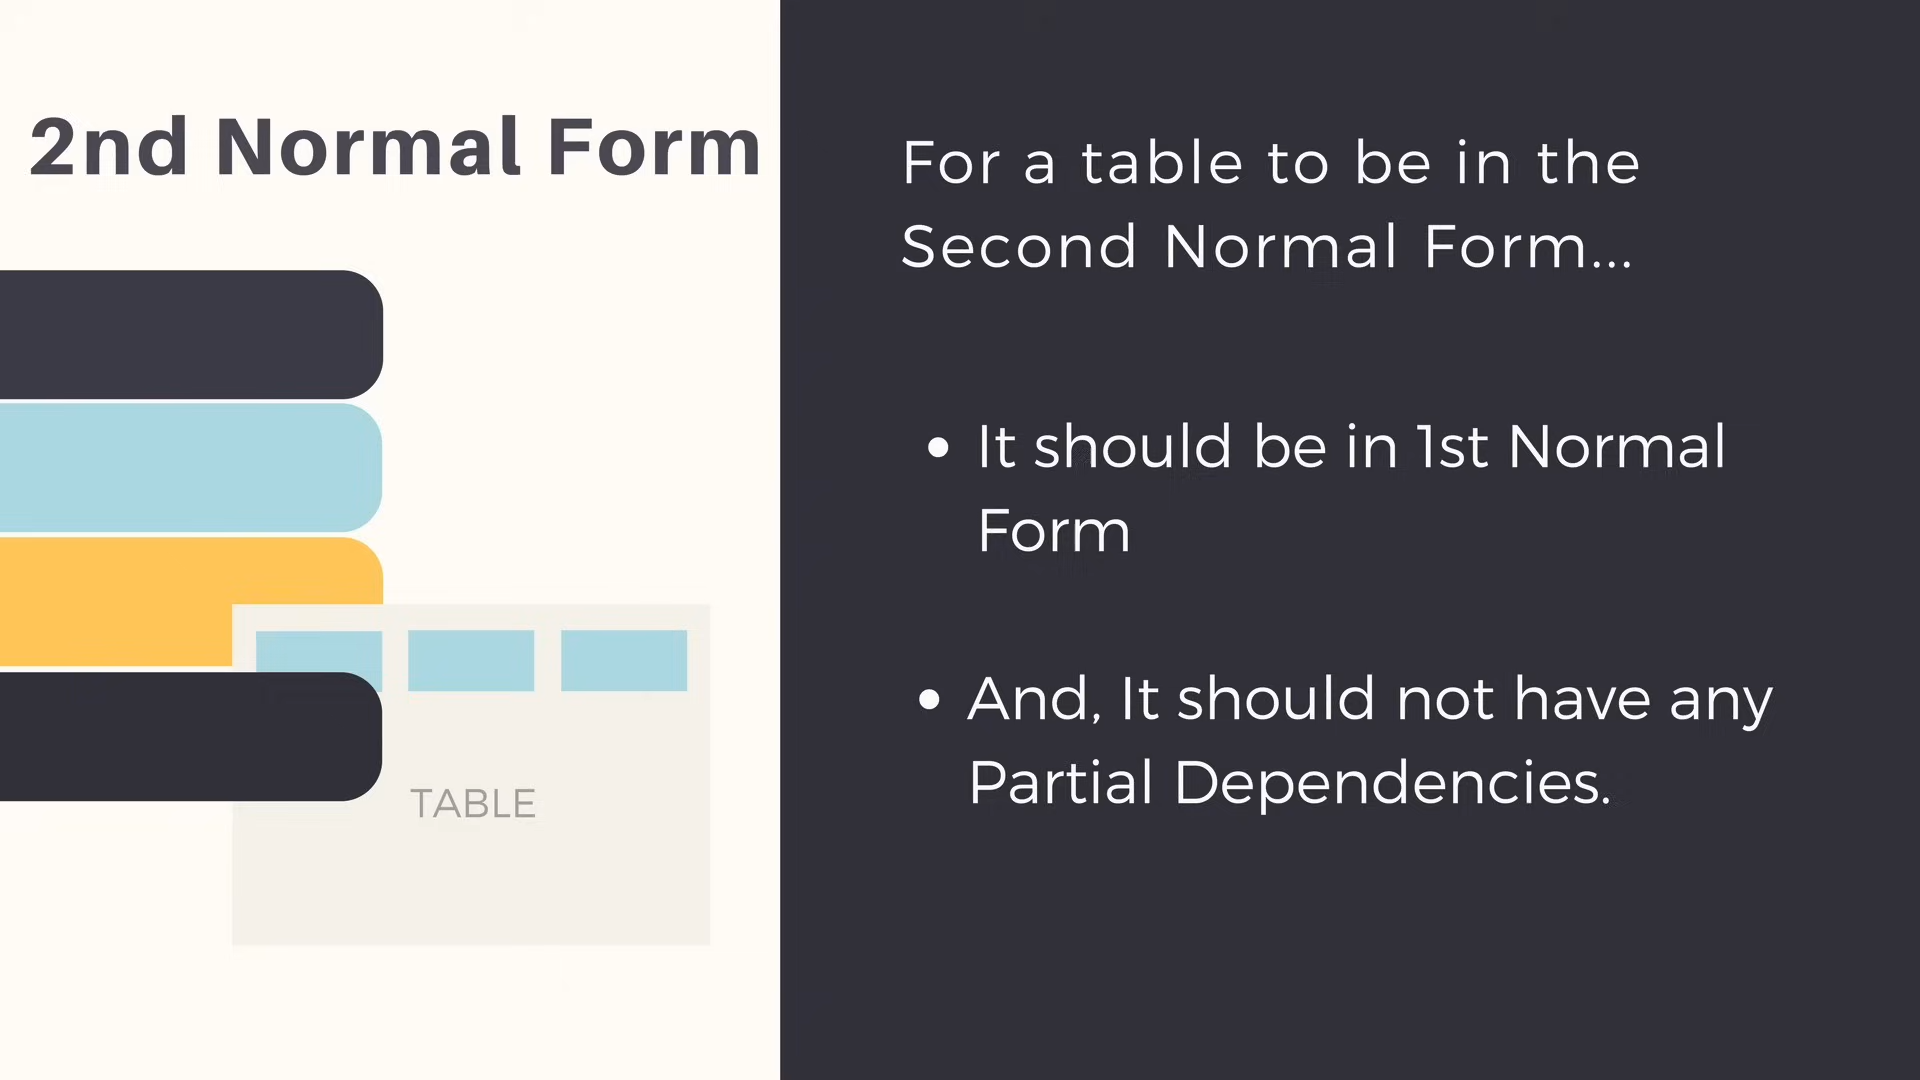 2nd Normal Form
For a table to be in the
Second Normal Form...
• It should be in 1st Normal
Form
• And, It should not have any
Partial Dependencies.
TABLE